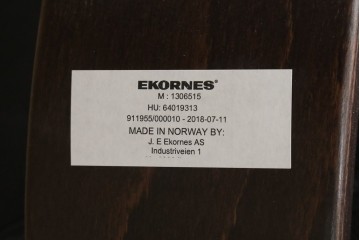 EKORNES®
M : 1306515
HU: 64019313
911955/000010 - 2018-07-11
MADE IN NORWAY BY:
J. E Ekornes AS
Industriveien 1